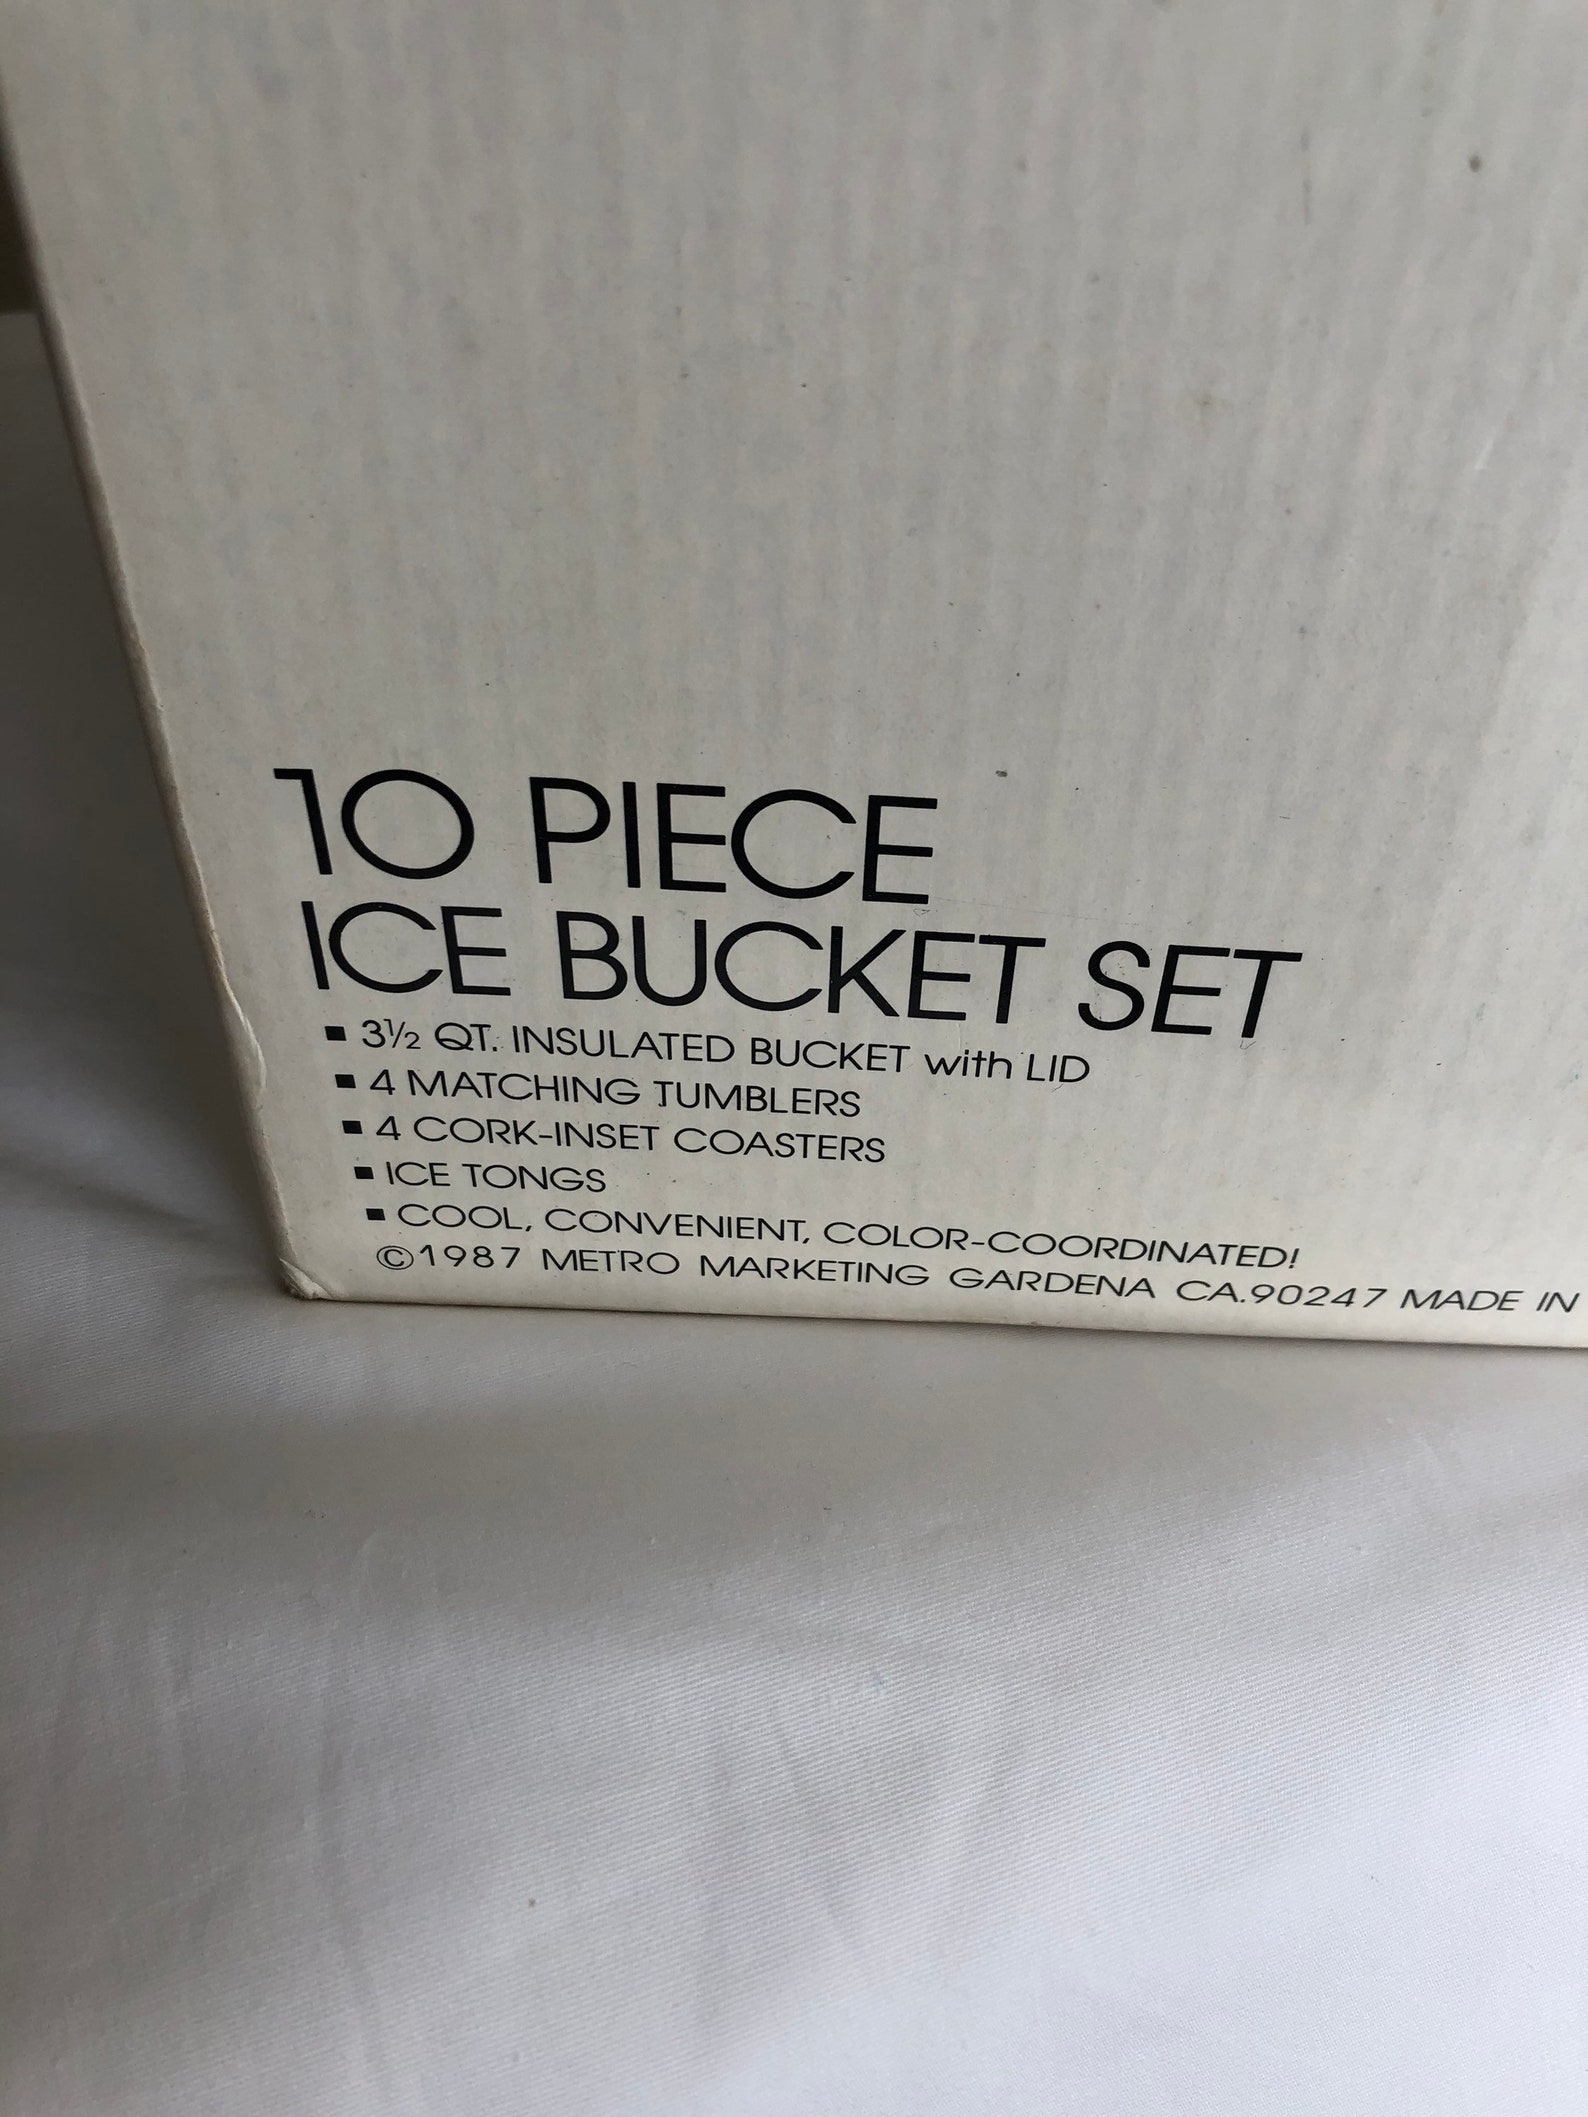 10 PIECE
ICE BUCKET SET
▪ 3½ QT. INSULATED BUCKET with LID
▪ 4 MATCHING TUMBLERS
▪ 4 CORK-INSET COASTERS
▪ ICE TONGS
▪ COOL, CONVENIENT, COLOR-COORDINATED!
©1987 METRO MARKETING GARDENA CA.90247 MADE IN